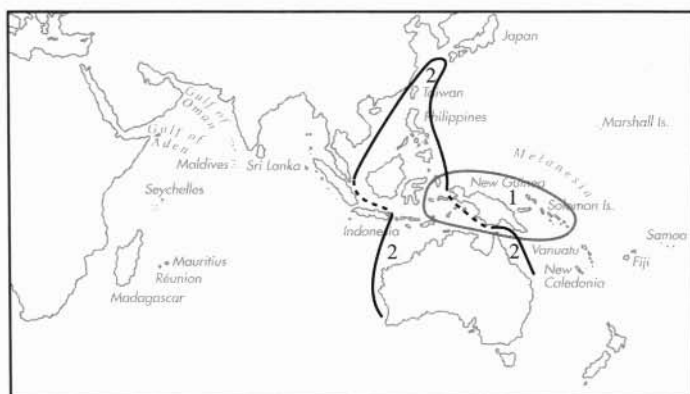 Japan
2
Taiwan
Gulf of
Oman
Philippines
Gulf of
Aden
Marshall Is.
Melanesia
Maldives
Sri Lanka
Seychelles
New Guinea
1
Solomon Is.
Indonesia
2
2
Vanuatu
Samoa
Fiji
Mauritius
Réunion
New
Caledonia
Madagascar